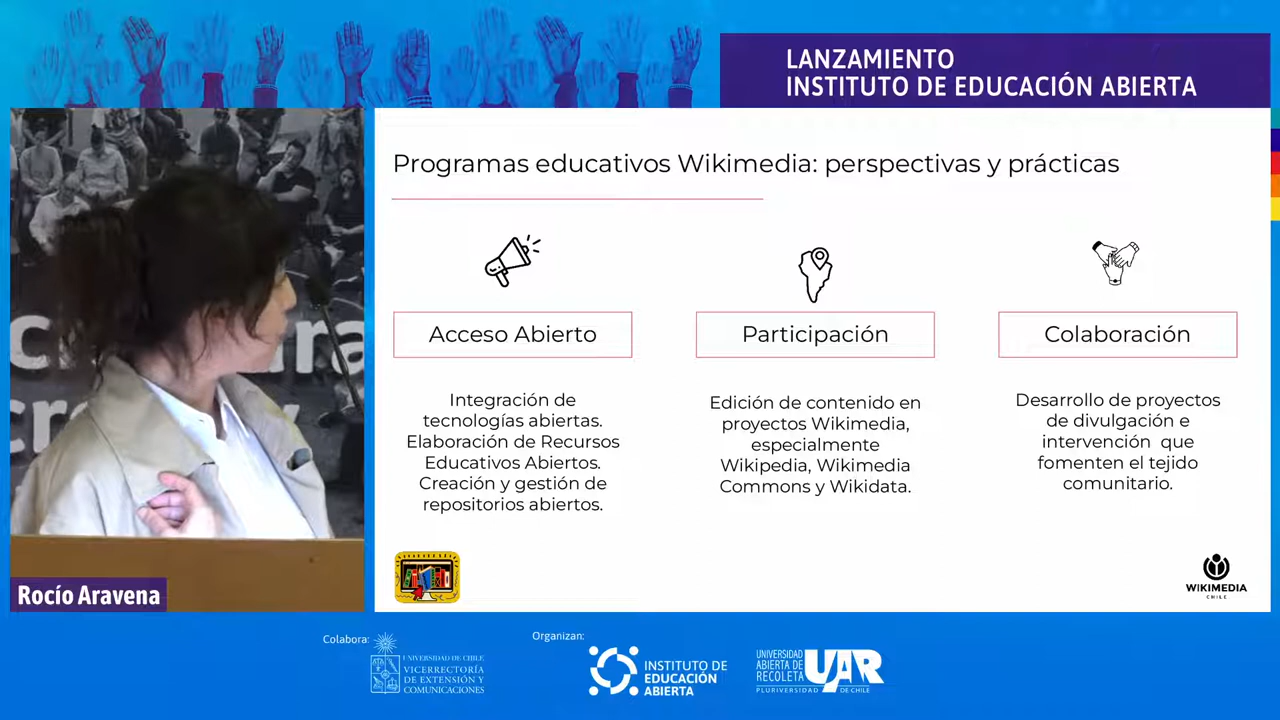 LANZAMIENTO
INSTITUTO DE EDUCACIÓN ABIERTA
Programas educativos Wikimedia: perspectivas y prácticas
Acceso Abierto
Integración de
tecnologías abiertas.
Elaboración de Recursos
Educativos Abiertos.
Creación y gestión de
repositorios abiertos.
Participación
Edición de contenido en
proyectos Wikimedia,
especialmente
Wikipedia, Wikimedia
Commons y Wikidata.
Colaboración
Desarrollo de proyectos
de divulgación e
intervención que
fomenten el tejido
comunitario.
WIKIMEDIA
CHILE
Rocío Aravena
Colabora:
UNIVERSIDAD DE CHILE
VICERRECTORÍA
DE EXTENSIÓN Y
COMUNICACIONES
Organizan:
INSTITUTO DE
EDUCACIÓN
ABIERTA
UNIVERSIDAD
ABIERTA DE
RECOLETA
UAR
PLURIVERSIDAD DE CHILE